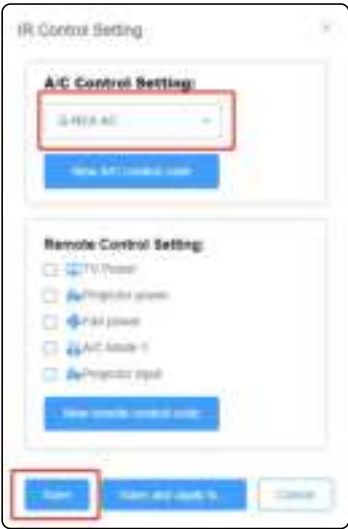 IR Control Setting
A/C Control Setting:
New A/C control code
Remote Control Setting:
TV Power
Projector power
Fan power
A/C Mode 1
Projector input
New remote control code
Save
Save and apply to...
Cancel